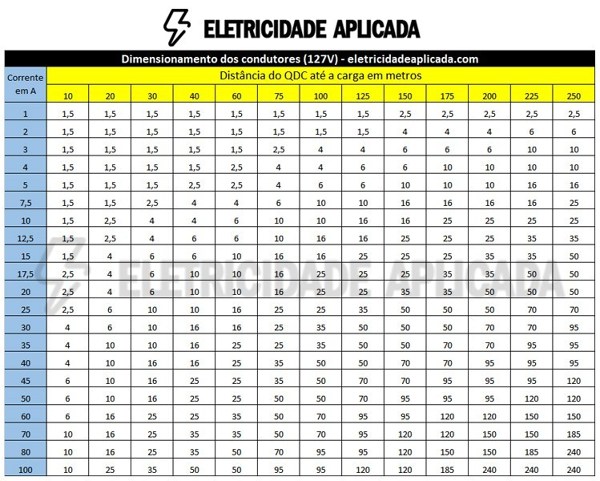 ELETRICIDADE APLICADA
Dimensionamento dos condutores (127V) - eletricidadeaplicada.com
Corrente em A Distância do QDC até a carga em metros
10 20 30 40 60 75 100 125 150 175 200 225 250
1 1,5 1,5 1,5 1,5 1,5 1,5 1,5 1,5 2,5 2,5 2,5 2,5 2,5
2 1,5 1,5 1,5 1,5 1,5 1,5 1,5 1,5 4 4 4 6 6
3 1,5 1,5 1,5 1,5 1,5 2,5 4 4 6 6 6 10 10
4 1,5 1,5 1,5 1,5 2,5 4 4 6 6 10 10 10 10
5 1,5 1,5 1,5 2,5 2,5 4 6 6 10 10 10 16 16
7,5 1,5 1,5 2,5 4 4 6 10 10 16 16 16 16 25
10 1,5 2,5 4 4 6 10 10 16 16 25 25 25 25
12,5 1,5 2,5 4 6 6 10 16 16 25 25 25 35 35
15 1,5 4 6 6 10 16 16 25 25 25 35 35 50
17,5 2,5 4 6 10 10 16 25 25 25 35 35 50 50
20 2,5 4 6 10 10 16 25 25 35 35 50 50 50
25 2,5 6 10 10 16 25 25 35 50 50 50 70 70
30 4 6 10 16 16 25 35 50 50 50 70 70 95
35 4 10 10 16 25 35 50 50 50 70 70 95 95
40 4 10 16 16 25 25 35 50 70 70 95 95 95
45 6 10 16 25 25 35 50 70 70 95 95 95 120
50 6 10 16 25 25 35 50 70 95 95 95 120 120
60 6 16 25 25 35 50 70 95 95 120 120 150 150
70 10 16 25 35 35 50 70 95 120 120 150 150 185
80 10 16 25 35 50 70 95 95 120 150 150 185 240
100 10 25 35 50 50 95 95 120 120 185 240 240 240
ELETRICIDADE APLICADA